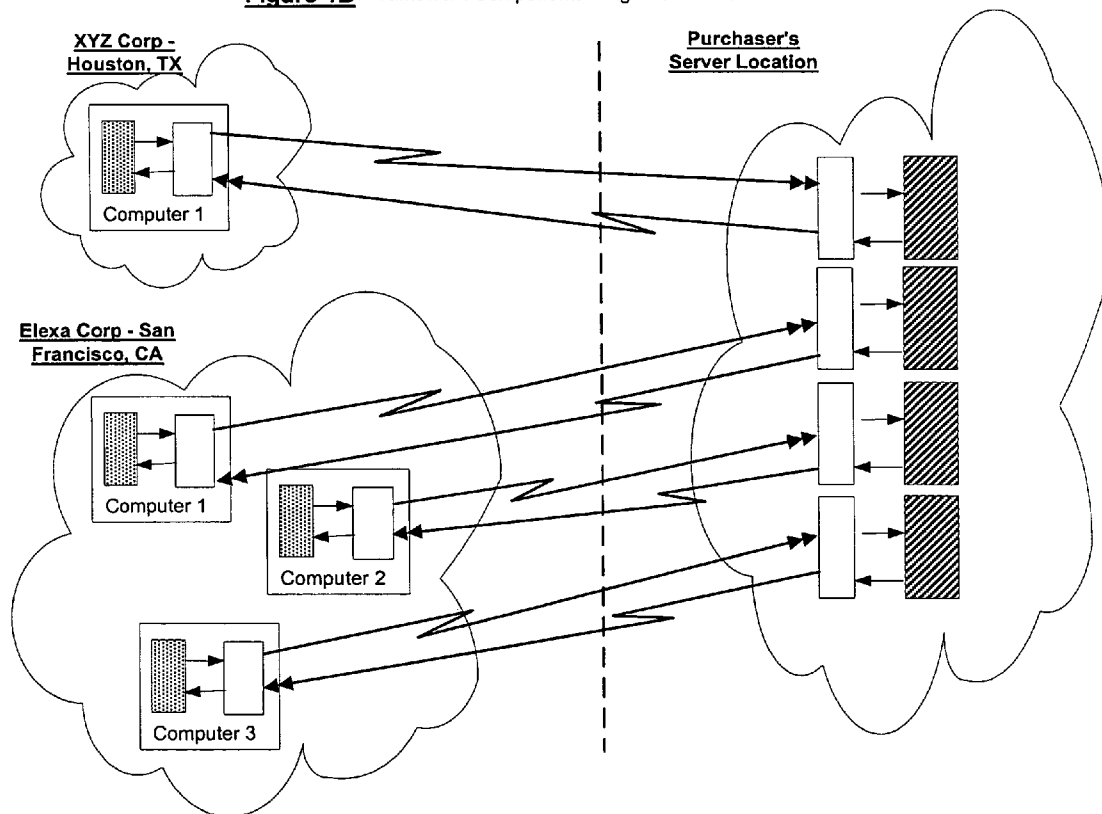 XYZ Corp -
Houston, TX
Purchaser's
Server Location
Computer 1
Elexa Corp - San
Francisco, CA
Computer 1
Computer 2
Computer 3